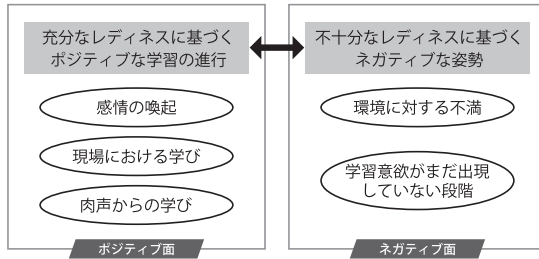 充分なレディネスに基づく
ポジティブな学習の進行
感情の喚起
現場における学び
肉声からの学び
ポジティブ面
不十分なレディネスに基づく
ネガティブな姿勢
環境に対する不満
学習意欲がまだ出現
していない段階
ネガティブ面